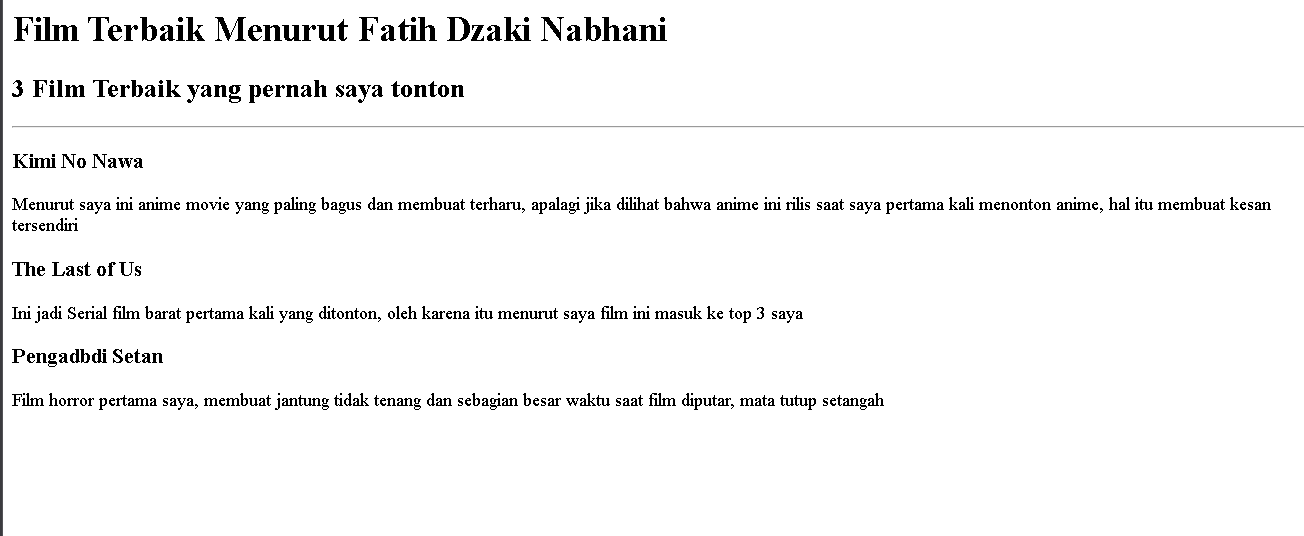 Film Terbaik Menurut Fatih Dzaki Nabhani
3 Film Terbaik yang pernah saya tonton
Kimi No Nawa
Menurut saya ini anime movie yang paling bagus dan membuat terharu, apalagi jika dilihat bahwa anime ini rilis saat saya pertama kali menonton anime, hal itu membuat kesan
tersendiri
The Last of Us
Ini jadi Serial film barat pertama kali yang ditonton, oleh karena itu menurut saya film ini masuk ke top 3 saya
Pengadbdi Setan
Film horror pertama saya, membuat jantung tidak tenang dan sebagian besar waktu saat film diputar, mata tutup setangah